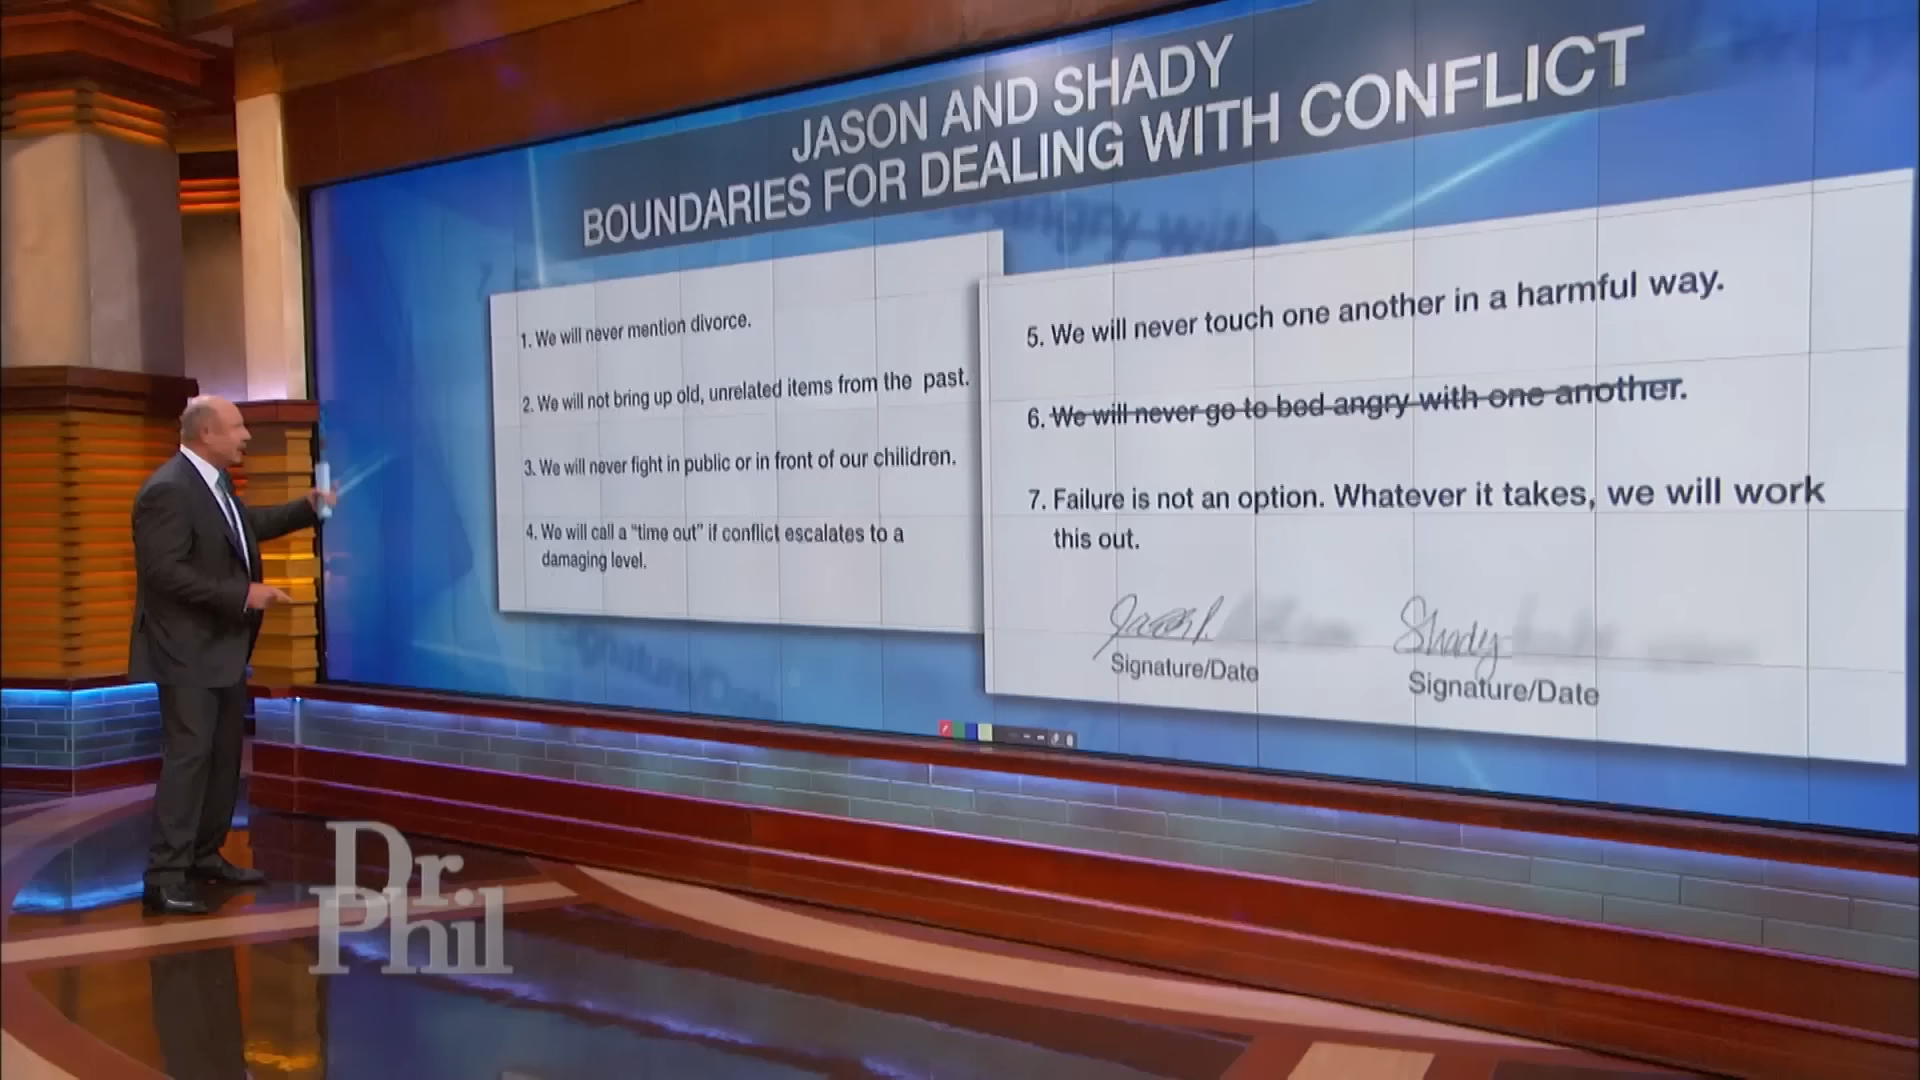 JASON AND SHADY
BOUNDARIES FOR DEALING WITH CONFLICT
1. We will never mention divorce.
2. We will not bring up old, unrelated items from the past.
3. We will never fight in public or in front of our chilidren.
4. We will call a "time out" if conflict escalates to a
damaging level.
5. We will never touch one another in a harmful way.
6. We will never go to bed angry with one another.
7. Failure is not an option. Whatever it takes, we will work
this out.
Jason Shady
Signature/Date Signature/Date
Dr.
Phil